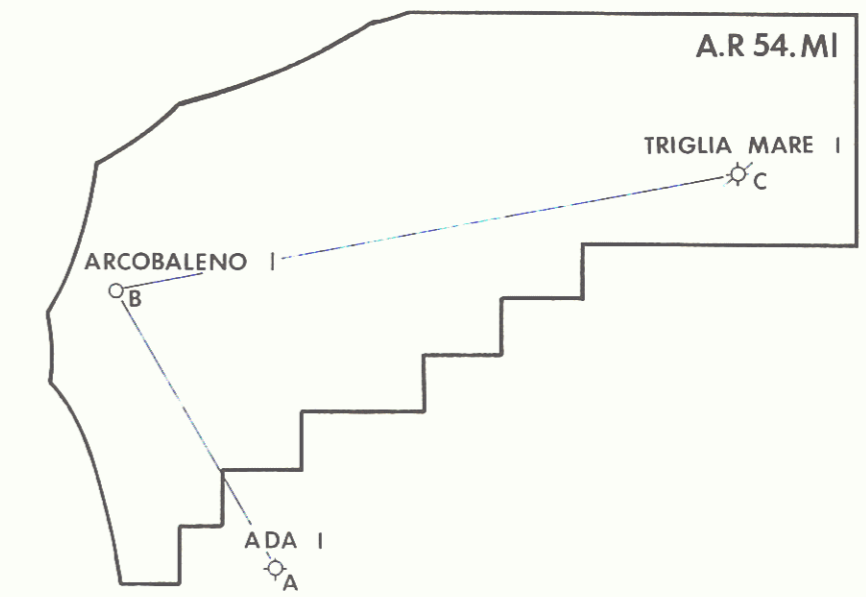 A.R 54.MI
TRIGLIA MARE I
C
ARCOBALENO I
B
ADA I
A